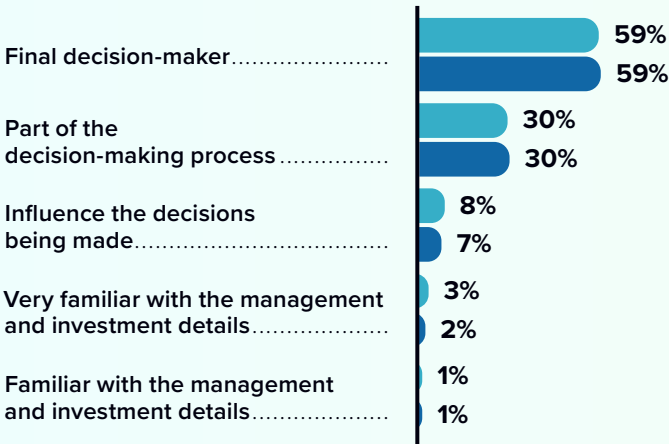 Final decision-maker.......................
59%
59%
Part of the
decision-making process................
30%
30%
Influence the decisions
being made.....................................
8%
7%
Very familiar with the management
and investment details....................
3%
2%
Familiar with the management
and investment details....................
1%
1%